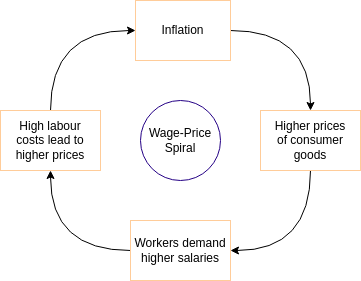 Inflation
Higher prices
of consumer
goods
Workers demand
higher salaries
High labour
costs lead to
higher prices
Wage-Price
Spiral